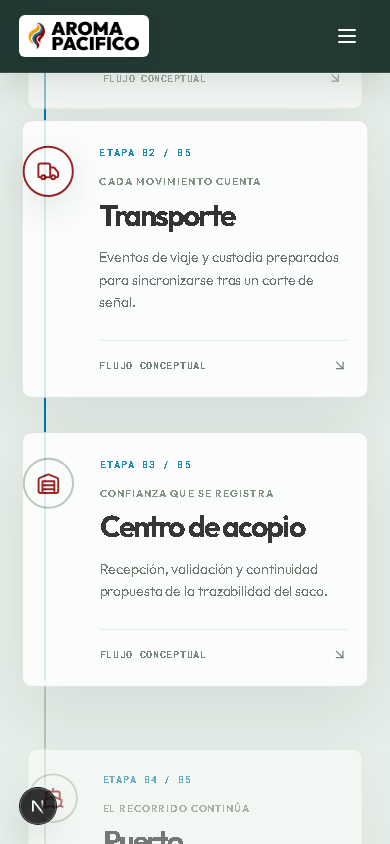 AROMA
PACIFICO
FLUJO CONCEPTUAL
ETAPA 02 / 05
CADA MOVIMIENTO CUENTA
Transporte
Eventos de viaje y custodia preparados
para sincronizarse tras un corte de
señal.
FLUJO CONCEPTUAL
ETAPA 03 / 05
CONFIANZA QUE SE REGISTRA
Centro de acopio
Recepción, validación y continuidad
propuesta de la trazabilidad del saco.
FLUJO CONCEPTUAL
ETAPA 04 / 05
EL RECORRIDO CONTINÚA
Puerto
N